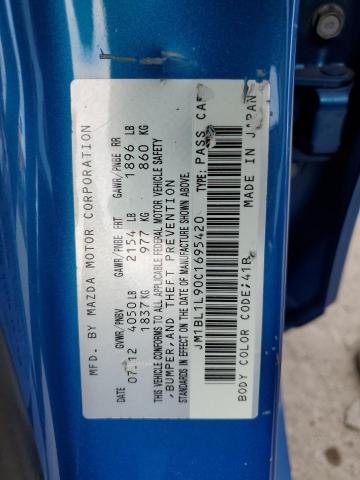 MFD. BY MAZDA MOTOR CORPORATION
DATE GVWR/PNBV GAWR/PNBE FRT GAWR/PNBE RR
4050 LB 2154 LB 1896 LB
1837 KG 977 KG 860 KG
THIS VEHICLE CONFORMS TO ALL APPLICABLE FEDERAL MOTOR VEHICLE SAFETY
,BUMPER,AND THEFT PREVENTION
STANDARDS IN EFFECT ON THE DATE OF MANUFACTURE SHOWN ABOVE.
JM1BL1L90C1695420 TYPE: PASS CA
BODY COLOR CODE;41B MADE IN JAPAN